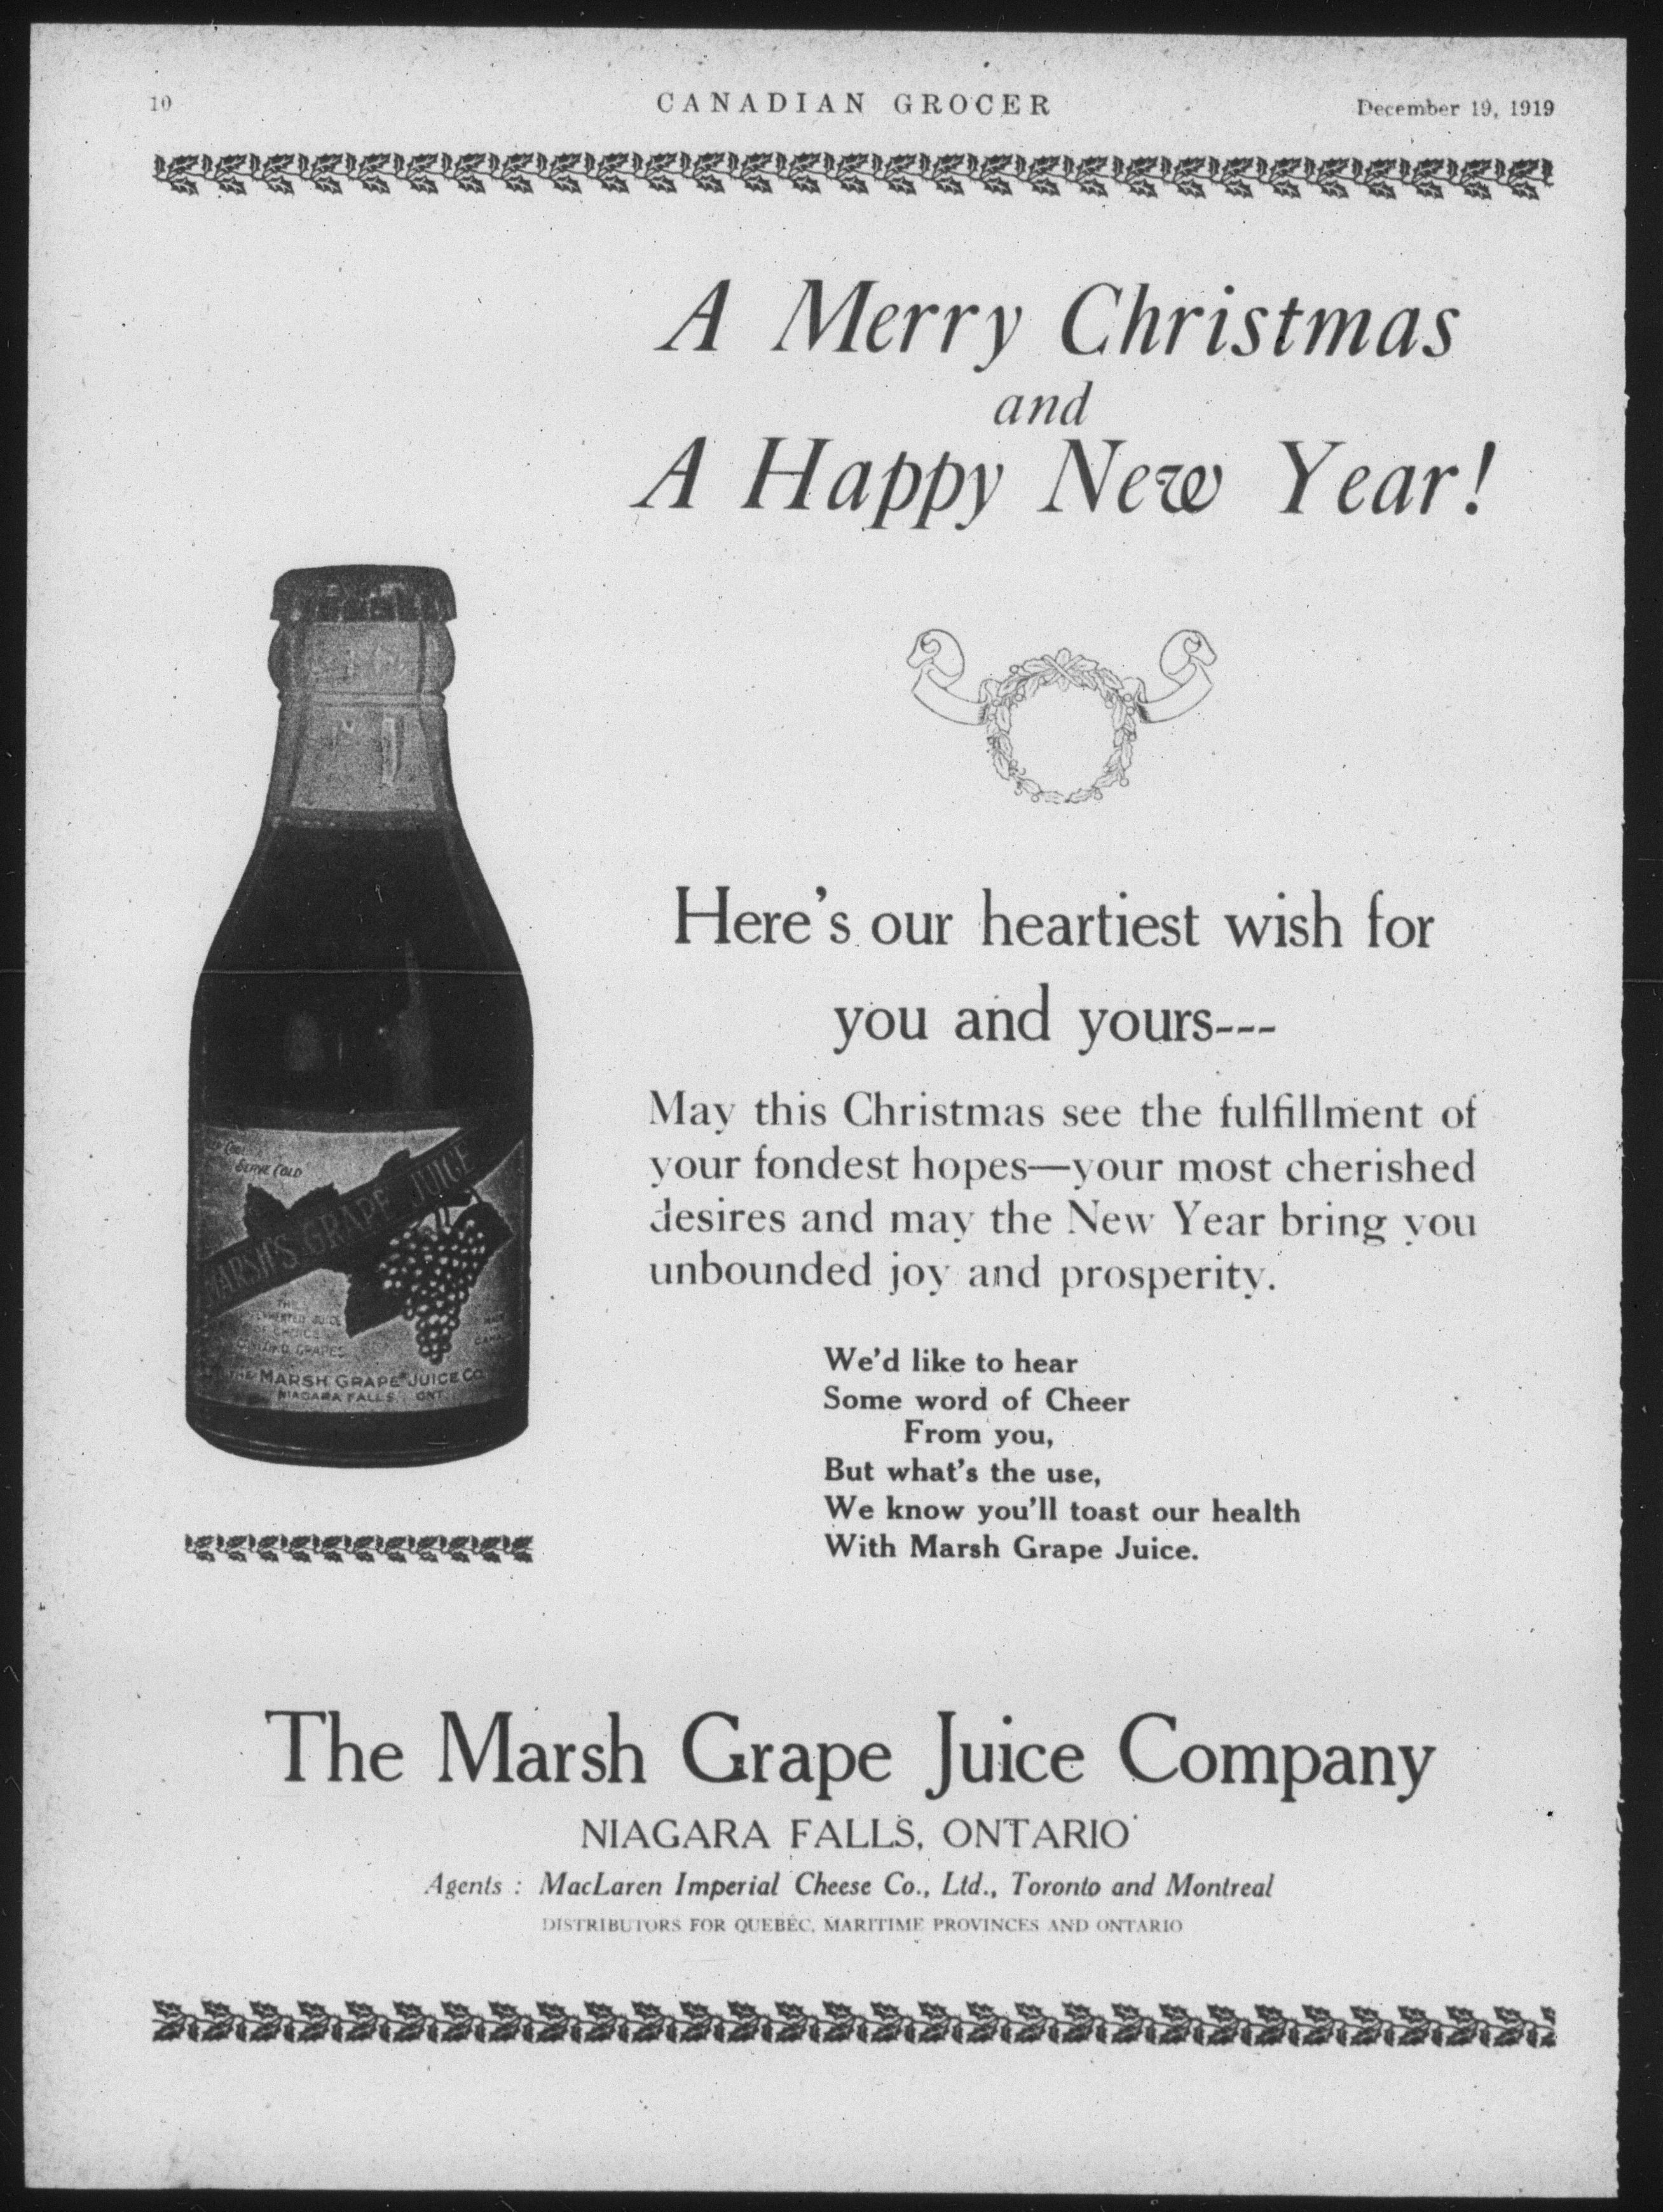 10 CANADIAN GROCER December 19, 1919
A Merry Christmas
and
A Happy New Year!
Here's our heartiest wish for
you and yours---
May this Christmas see the fulfillment of
your fondest hopes—your most cherished
desires and may the New Year bring you
unbounded joy and prosperity.
We'd like to hear
Some word of Cheer
From you,
But what's the use,
We know you'll toast our health
With Marsh Grape Juice.
SERVE COLD
MARSH'S GRAPE JUICE
THE
JUICE
OF CHOICE
GRAPES
THE MARSH GRAPE JUICE CO.
NIAGARA FALLS, ONT.
The Marsh Grape Juice Company
NIAGARA FALLS, ONTARIO
Agents : MacLaren Imperial Cheese Co., Ltd., Toronto and Montreal
DISTRIBUTORS FOR QUEBEC, MARITIME PROVINCES AND ONTARIO